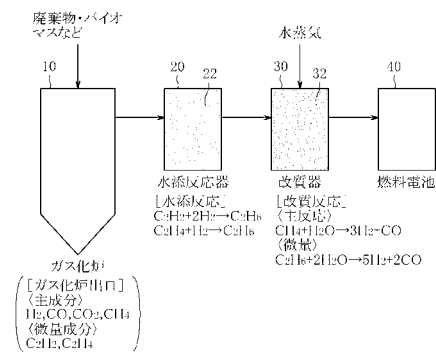 廃棄物・バイオ
マスなど
10
20
22
水蒸気
30
32
40
水添反応器
[水添反応]
C₂H₂+2H₂→C₂H₆
C₂H₄+H₂→C₂H₆
改質器
[改質反応]
〈主反応〉
CH₄+H₂O→3H₂+CO
〈微量〉
C₂H₆+2H₂O→5H₂+2CO
燃料電池
ガス化炉
[ガス化炉出口]
〈主成分〉
H₂,CO,CO₂,CH₄
〈微量成分〉
C₂H₂,C₂H₄